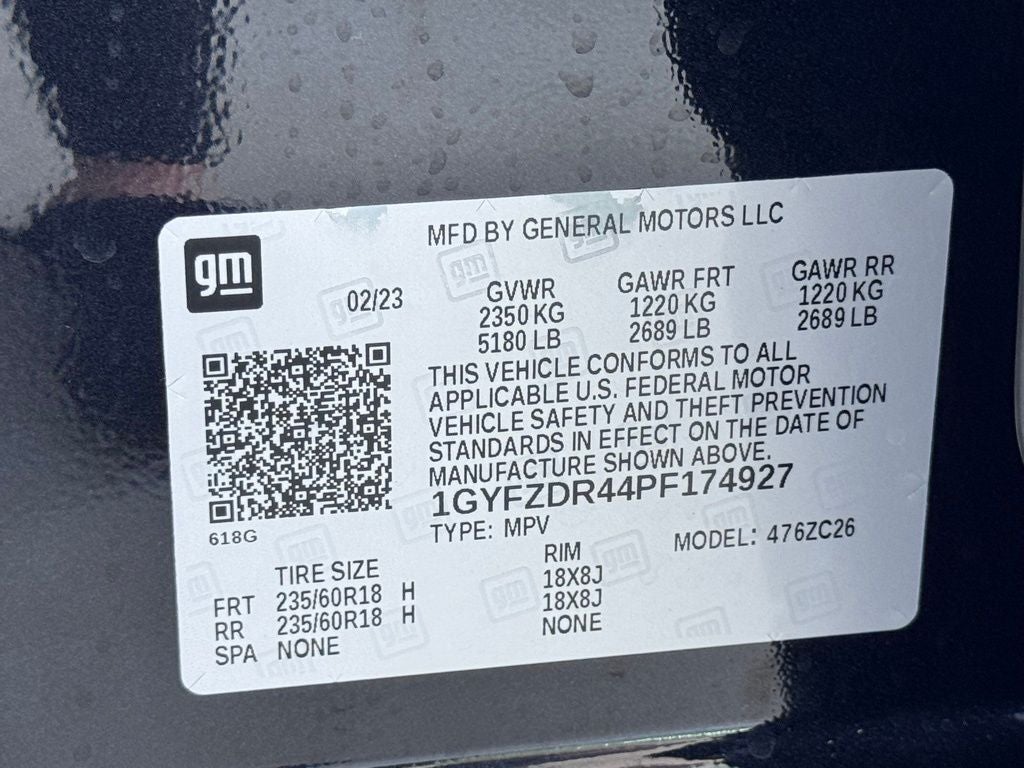 gm
MFD BY GENERAL MOTORS LLC
02/23
GVWR
2350 KG
5180 LB
GAWR FRT
1220 KG
2689 LB
GAWR RR
1220 KG
2689 LB
THIS VEHICLE CONFORMS TO ALL
APPLICABLE U.S. FEDERAL MOTOR
VEHICLE SAFETY AND THEFT PREVENTION
STANDARDS IN EFFECT ON THE DATE OF
MANUFACTURE SHOWN ABOVE.
1GYFZDR44PF174927
618G
TYPE: MPV
MODEL: 476ZC26
TIRE SIZE RIM
FRT 235/60R18 H 18X8J
RR 235/60R18 H 18X8J
SPA NONE NONE